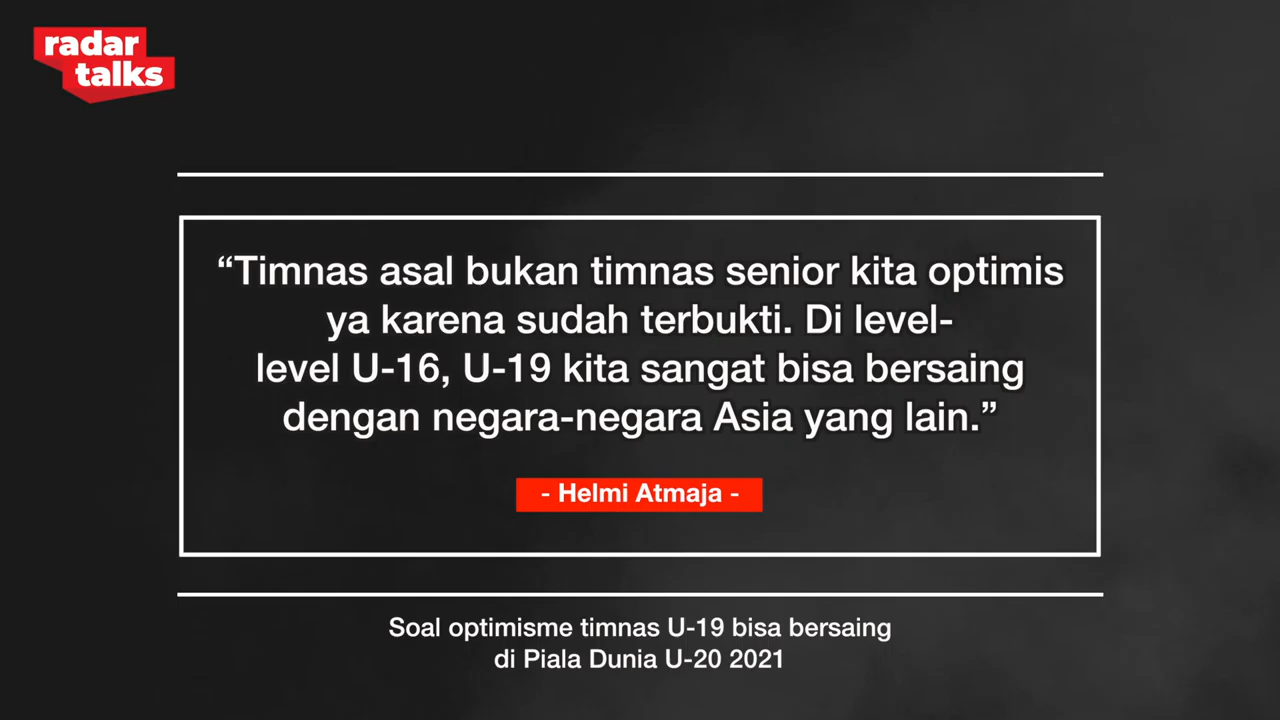 radar
talks
“Timnas asal bukan timnas senior kita optimis
ya karena sudah terbukti. Di level-
level U-16, U-19 kita sangat bisa bersaing
dengan negara-negara Asia yang lain.”
- Helmi Atmaja -
Soal optimisme timnas U-19 bisa bersaing
di Piala Dunia U-20 2021